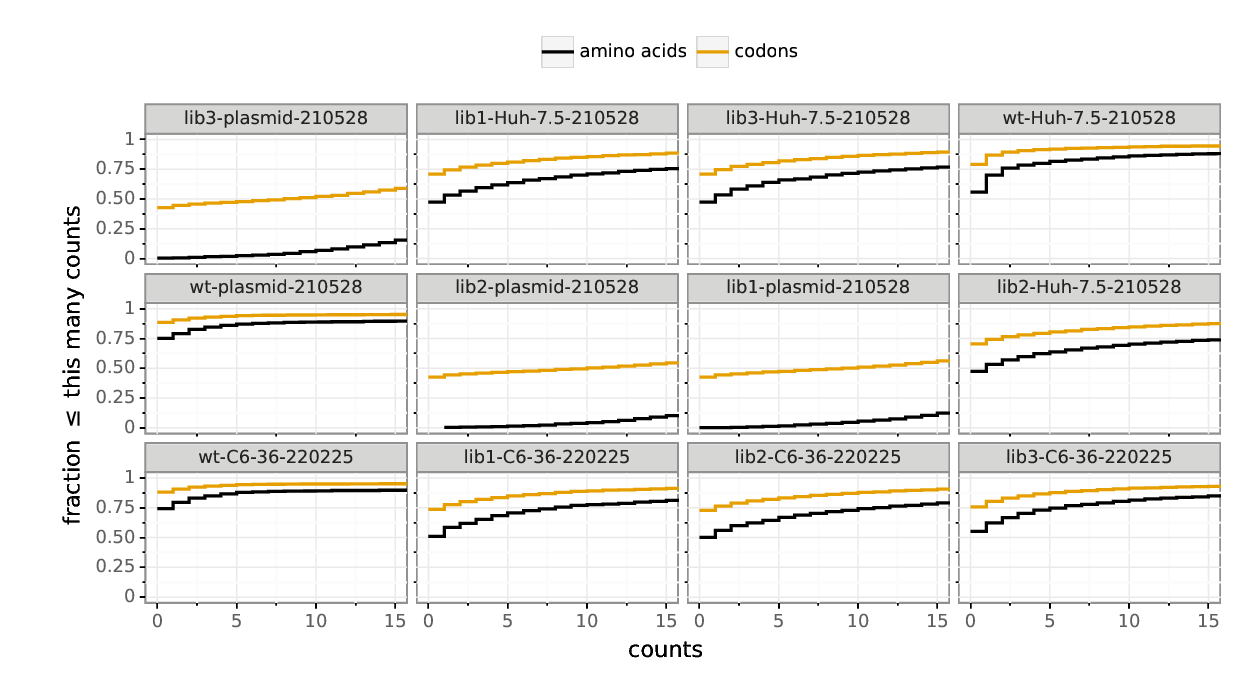 amino acids codons
lib3-plasmid-210528 lib1-Huh-7.5-210528 lib3-Huh-7.5-210528 wt-Huh-7.5-210528
1
0.75
0.50
0.25
0
wt-plasmid-210528 lib2-plasmid-210528 lib1-plasmid-210528 lib2-Huh-7.5-210528
1
0.75
0.50
0.25
0
wt-C6-36-220225 lib1-C6-36-220225 lib2-C6-36-220225 lib3-C6-36-220225
1
0.75
0.50
0.25
0
0 5 10 15 0 5 10 15 0 5 10 15 0 5 10 15
counts
fraction ≤ this many counts